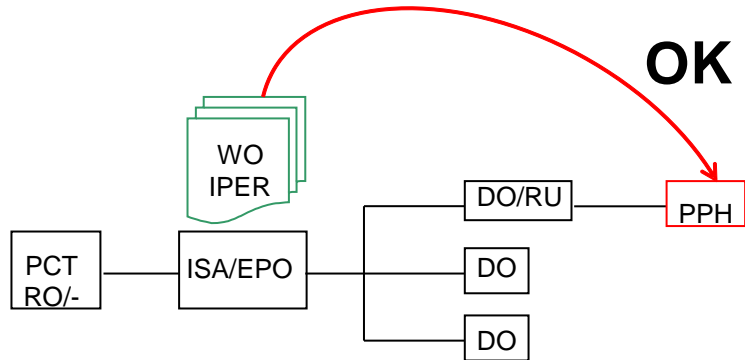 OK
WO
IPER
DO/RU
PPH
PCT
RO/-
ISA/EPO
DO
DO